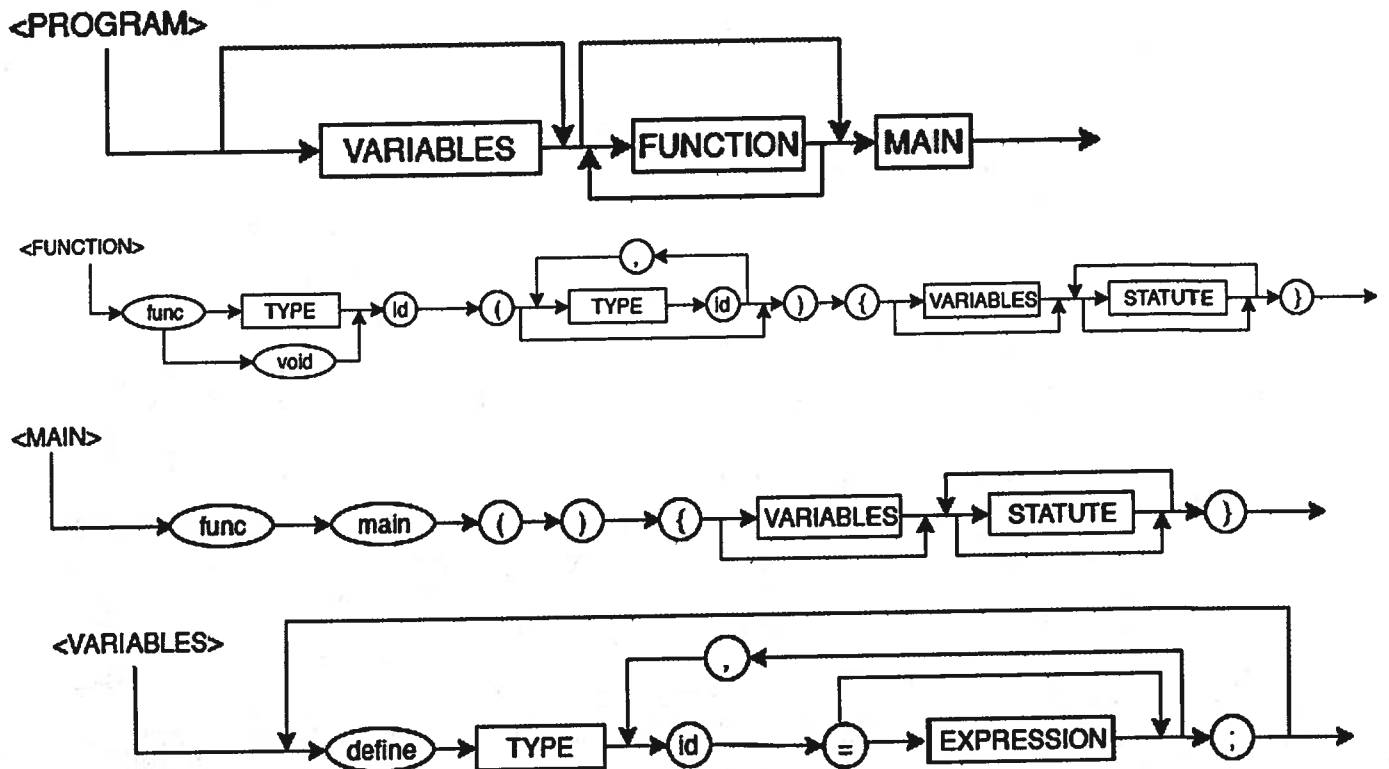 <PROGRAM>
VARIABLES FUNCTION MAIN
<FUNCTION>
,
func TYPE id ( TYPE id ) { VARIABLES STATUTE }
void
<MAIN>
func main ( ) { VARIABLES STATUTE }
<VARIABLES>
,
define TYPE id = EXPRESSION ;